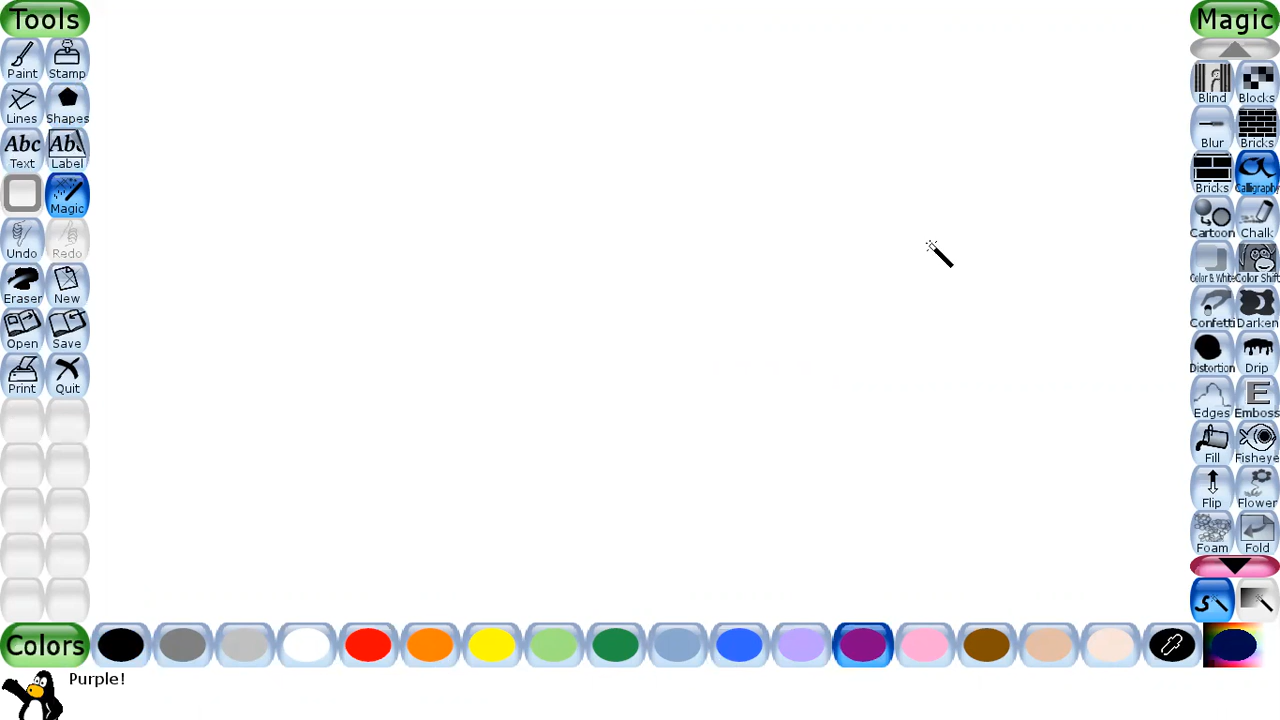 Tools
Magic
Paint Stamp
Blind Blocks
Lines Shapes
Blur Bricks
Abc Abc
Text Label
Bricks Calligraphy
Magic
Cartoon Chalk
Undo Redo
Color & White Color Shift
Eraser New
Confetti Darken
Open Save
Distortion Drip
Print Quit
Edges Emboss
Fill Fisheye
Flip Flower
Foam Fold
Colors
Purple!